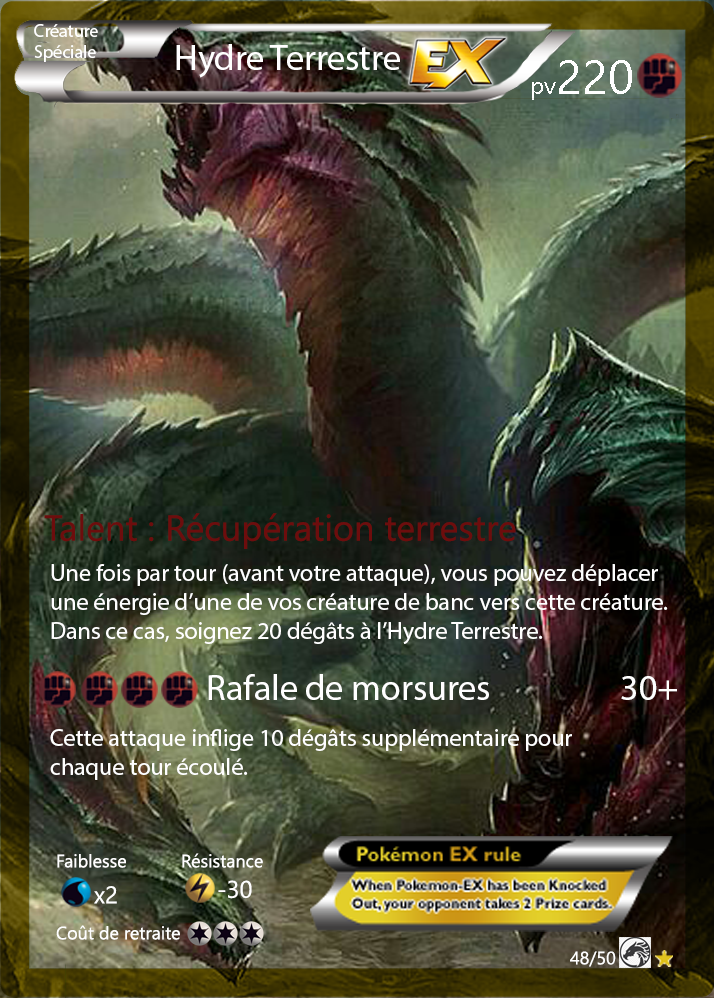 Créature
Spéciale
Hydre Terrestre EX
pv220
Talent : Récupération terrestre
Une fois par tour (avant votre attaque), vous pouvez déplacer
une énergie d’une de vos créature de banc vers cette créature.
Dans ce cas, soignez 20 dégâts à l’Hydre Terrestre.
Rafale de morsures 30+
Cette attaque inflige 10 dégâts supplémentaire pour
chaque tour écoulé.
Faiblesse Résistance
x2 -30
Coût de retraite
Pokémon EX rule
When Pokemon-EX has been Knocked
Out, your opponent takes 2 Prize cards.
48/50